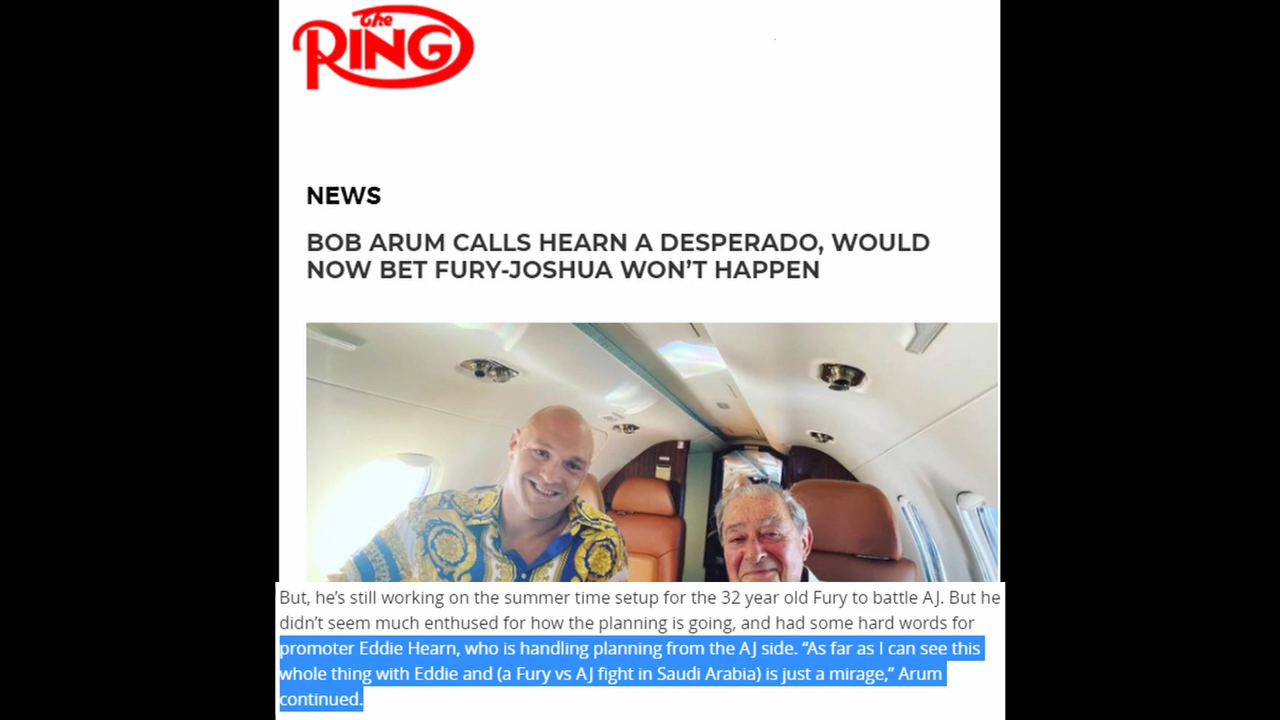 The
RING
NEWS
BOB ARUM CALLS HEARN A DESPERADO, WOULD
NOW BET FURY-JOSHUA WON’T HAPPEN
But, he’s still working on the summer time setup for the 32 year old Fury to battle AJ. But he
didn’t seem much enthused for how the planning is going, and had some hard words for
promoter Eddie Hearn, who is handling planning from the AJ side. “As far as I can see this
whole thing with Eddie and (a Fury vs AJ fight in Saudi Arabia) is just a mirage,” Arum
continued.